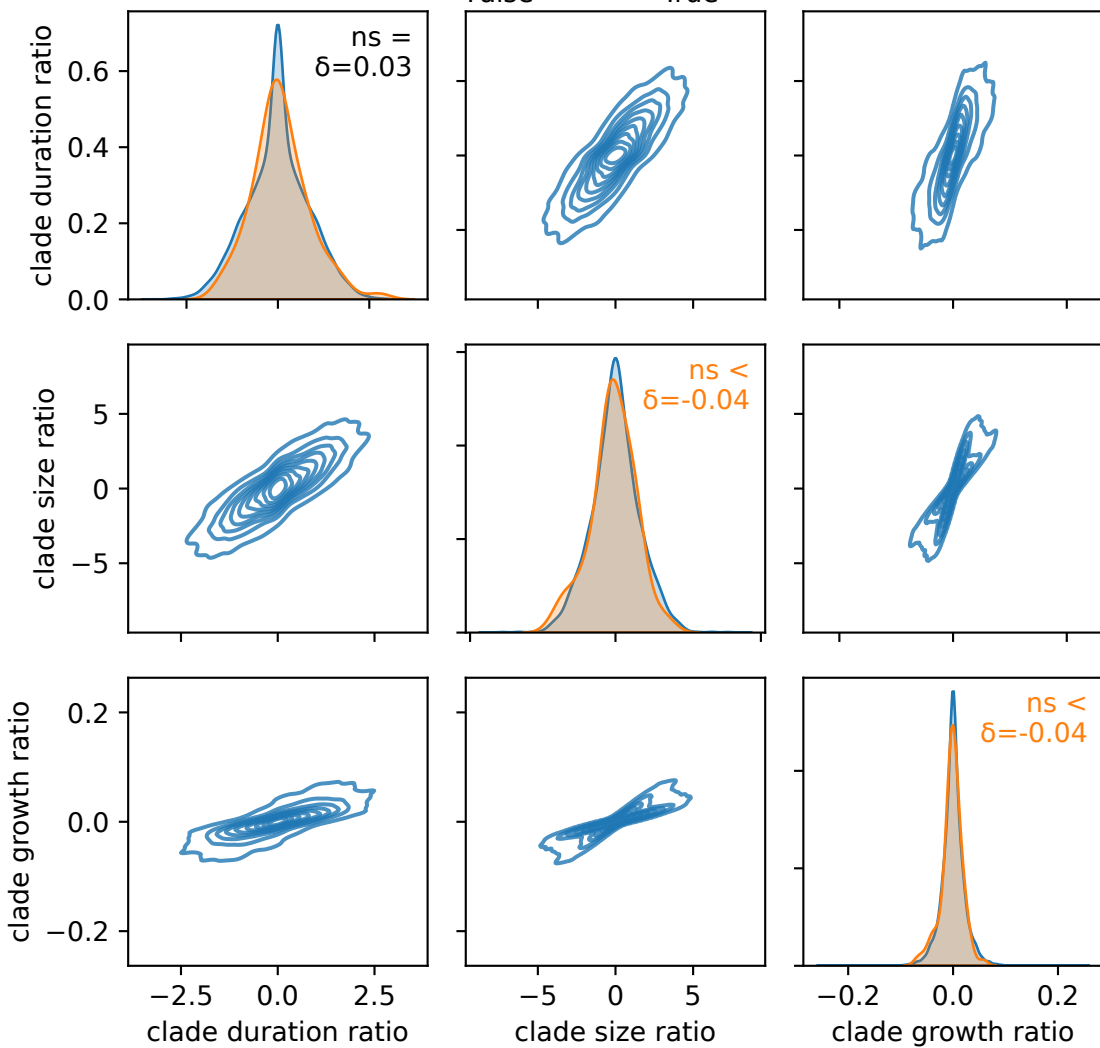 ns =
δ=0.03
clade duration ratio
0.6
0.4
0.2
0.0
ns <
δ=-0.04
clade size ratio
5
0
−5
ns <
δ=-0.04
clade growth ratio
0.2
0.0
−0.2
−2.5 0.0 2.5
−5 0 5
−0.2 0.0 0.2
clade duration ratio
clade size ratio
clade growth ratio